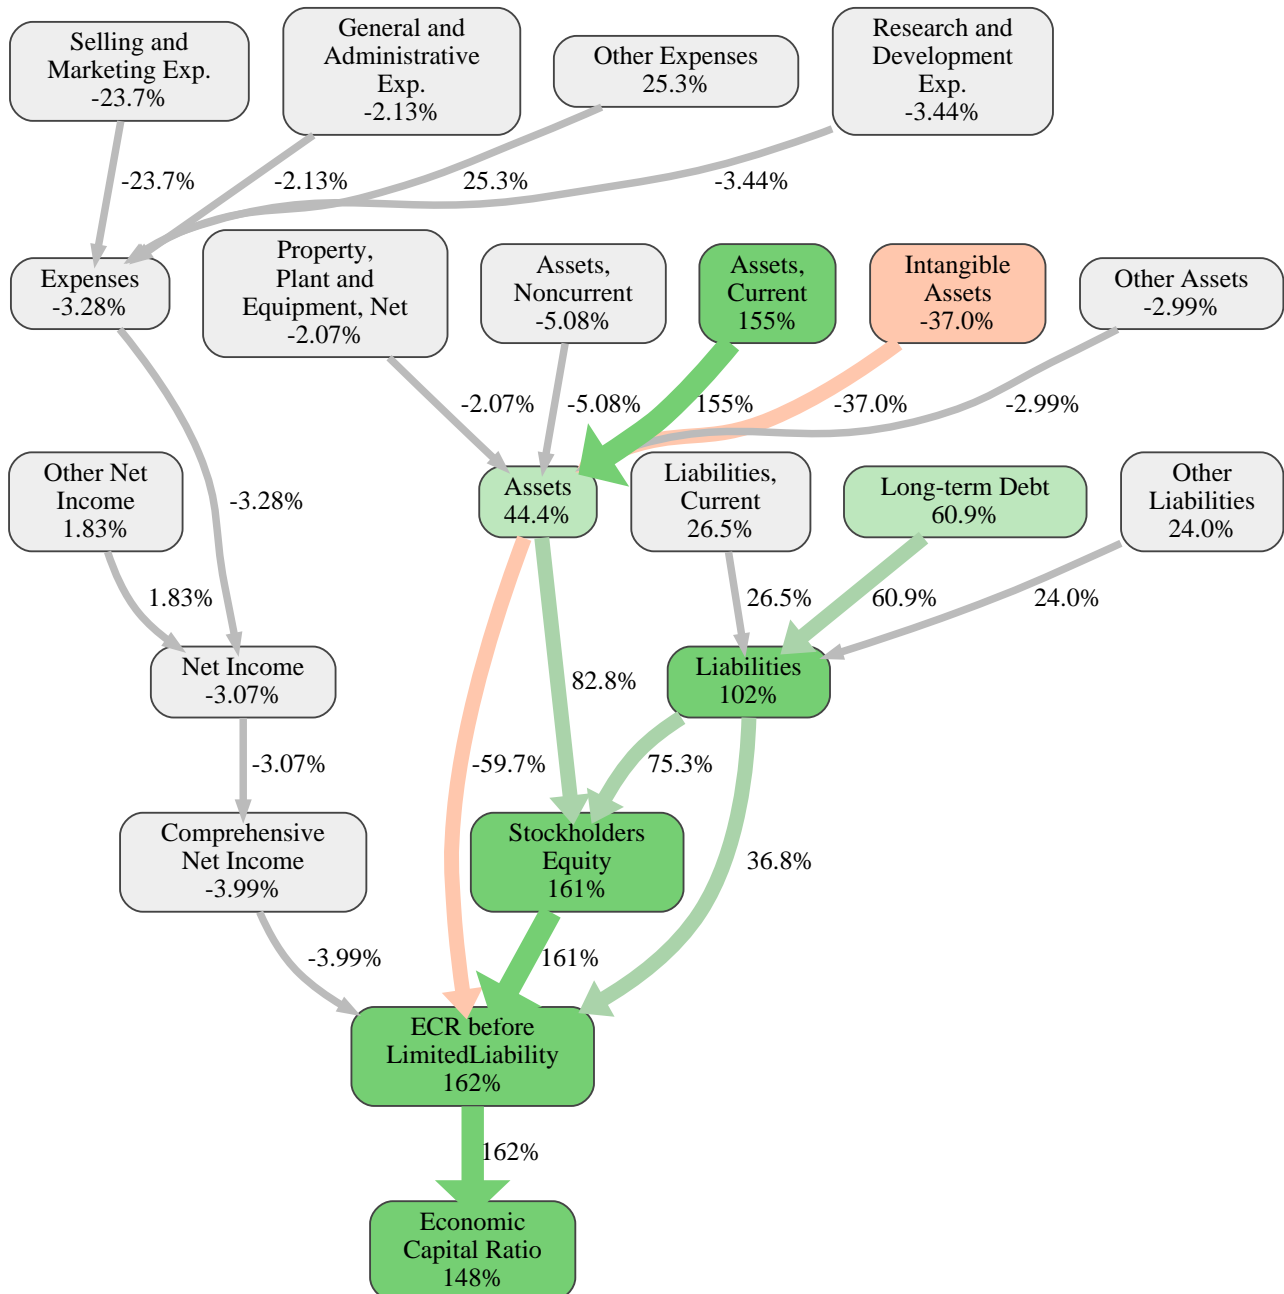 Selling and
Marketing Exp.
-23.7%
General and
Administrative
Exp.
-2.13%
Other Expenses
25.3%
Research and
Development
Exp.
-3.44%
-23.7%
-2.13%
25.3%
-3.44%
Expenses
-3.28%
Property,
Plant and
Equipment, Net
-2.07%
Assets,
Noncurrent
-5.08%
Assets,
Current
155%
Intangible
Assets
-37.0%
Other Assets
-2.99%
-2.07%
-5.08%
155%
-37.0%
-2.99%
Other Net
Income
1.83%
-3.28%
Assets
44.4%
Liabilities,
Current
26.5%
Long-term Debt
60.9%
Other
Liabilities
24.0%
1.83%
26.5%
60.9%
24.0%
Net Income
-3.07%
82.8%
Liabilities
102%
-3.07%
-59.7%
75.3%
Comprehensive
Net Income
-3.99%
Stockholders
Equity
161%
36.8%
-3.99%
161%
ECR before
LimitedLiability
162%
162%
Economic
Capital Ratio
148%